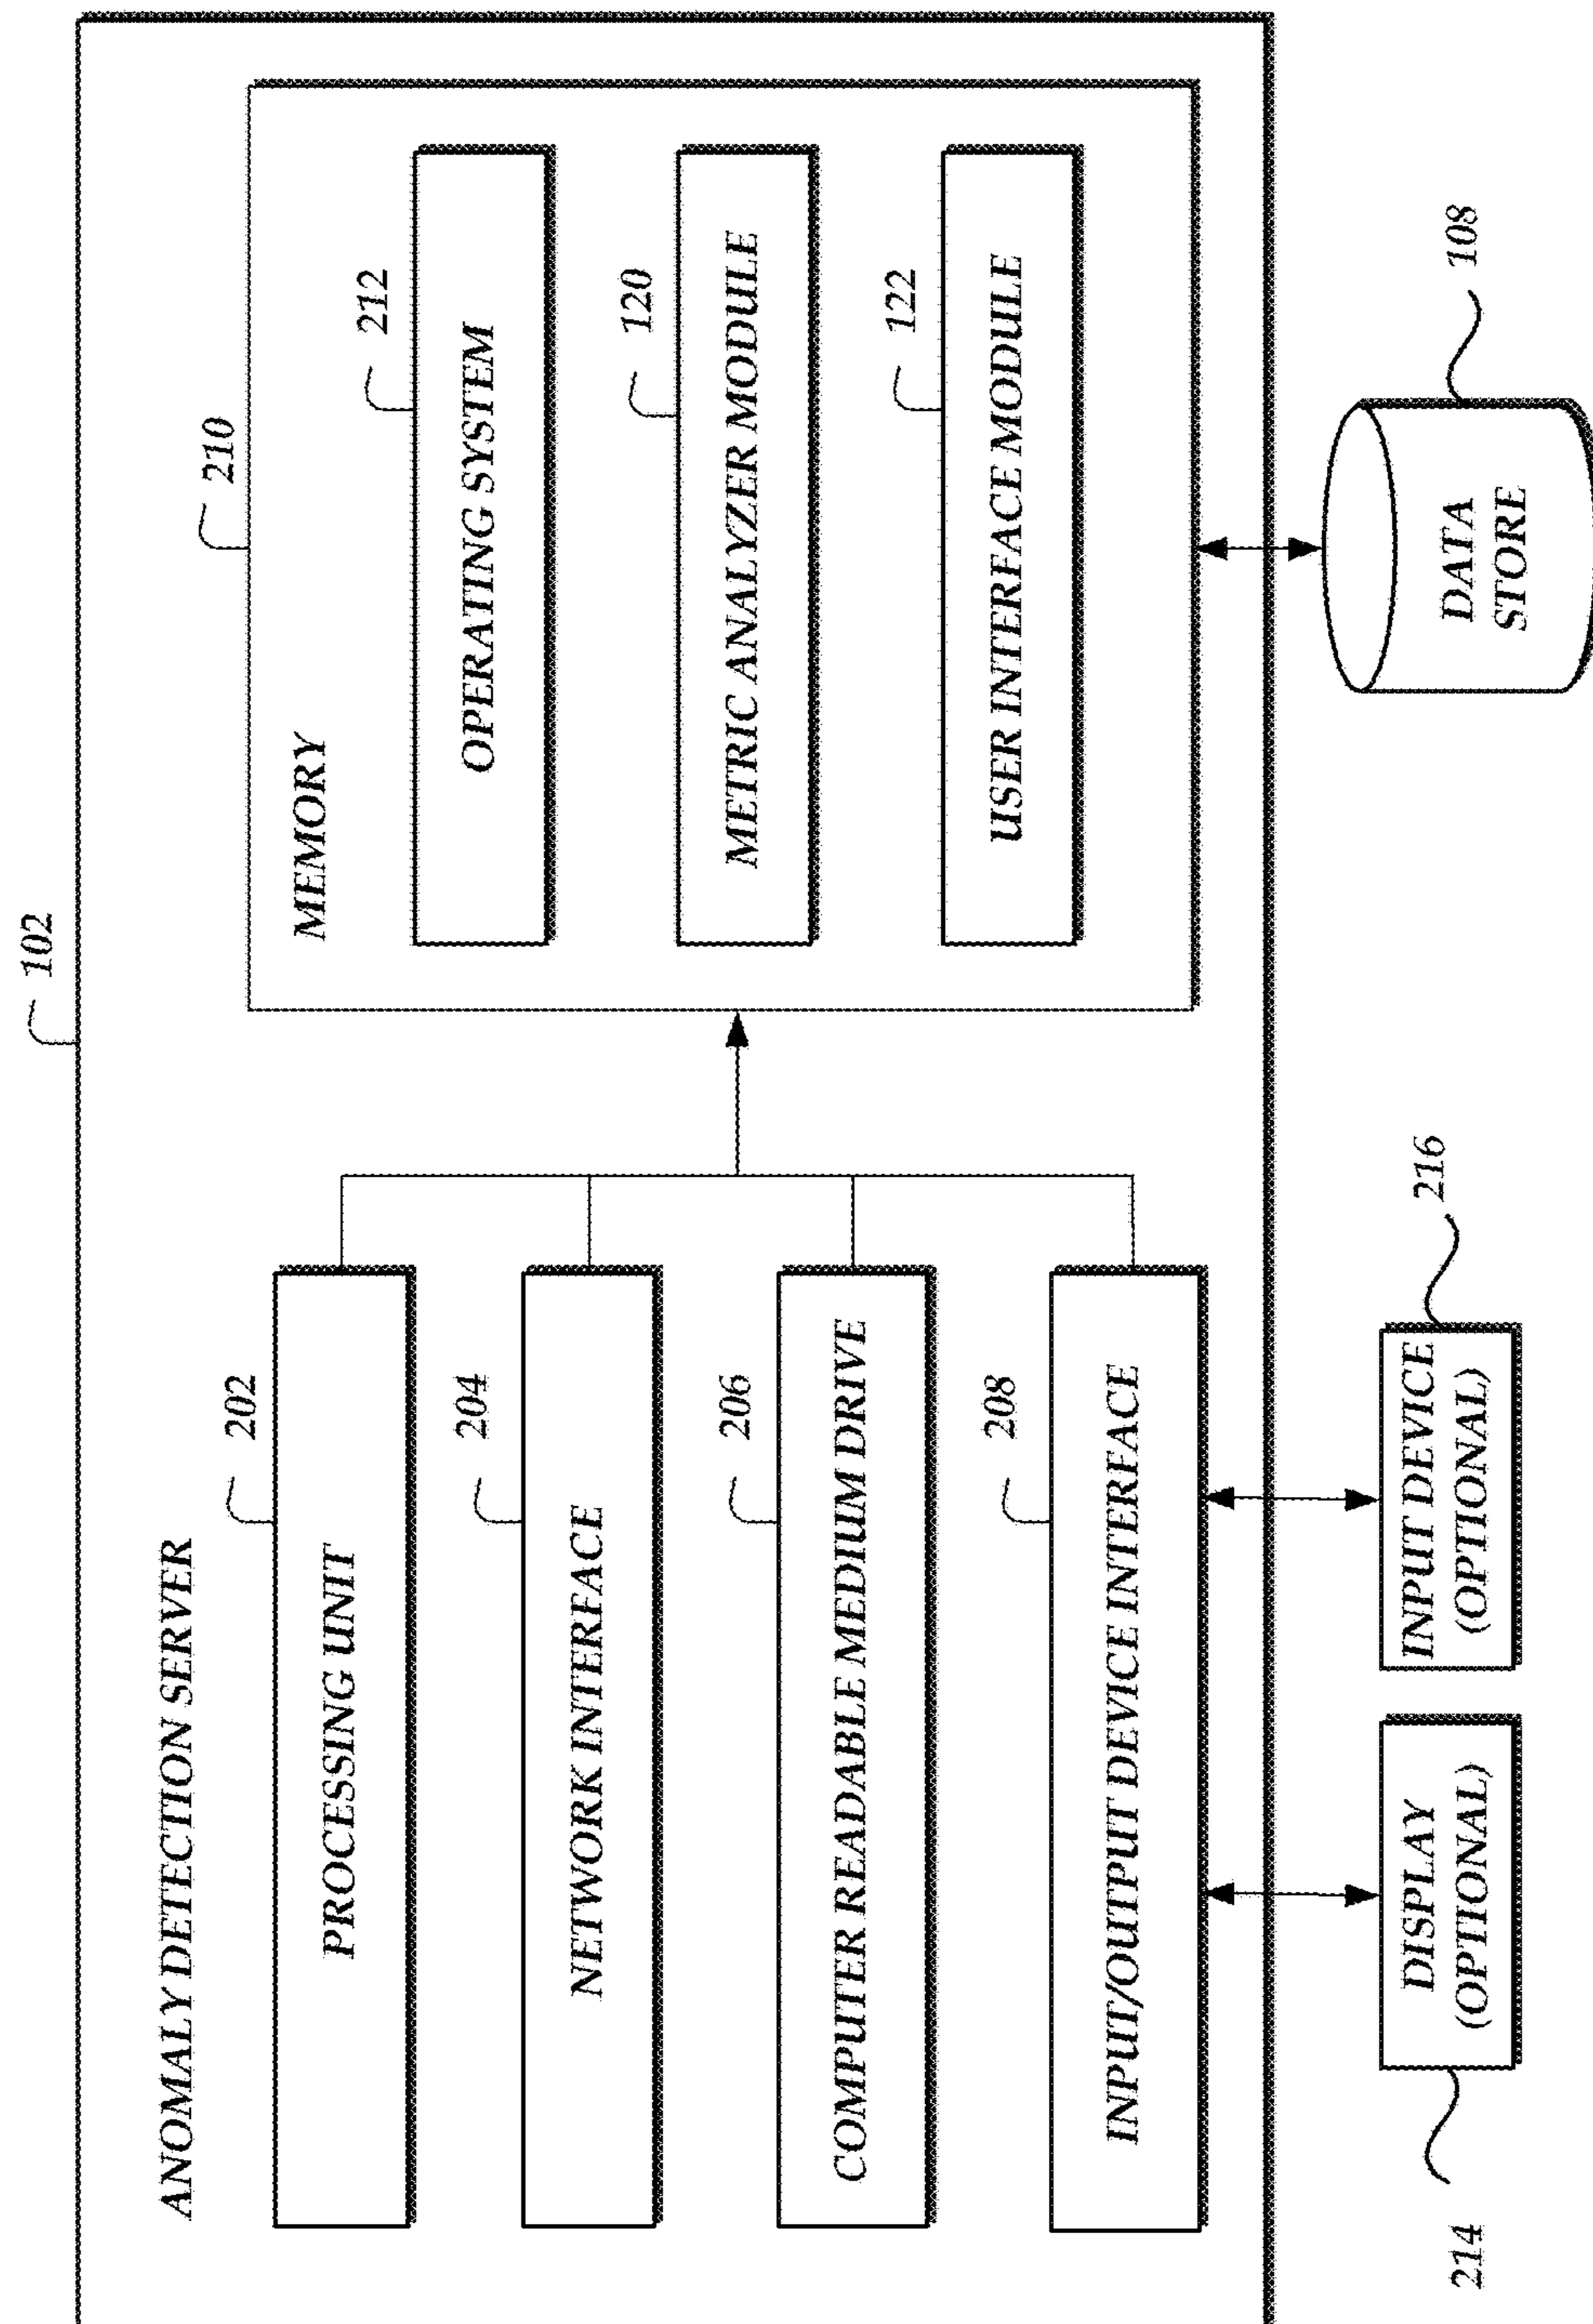 102
ANOMALY DETECTION SERVER
202
PROCESSING UNIT
204
NETWORK INTERFACE
206
COMPUTER READABLE MEDIUM DRIVE
208
INPUT/OUTPUT DEVICE INTERFACE
210
MEMORY
212
OPERATING SYSTEM
120
METRIC ANALYZER MODULE
122
USER INTERFACE MODULE
214
DISPLAY
(OPTIONAL)
216
INPUT DEVICE
(OPTIONAL)
108
DATA
STORE